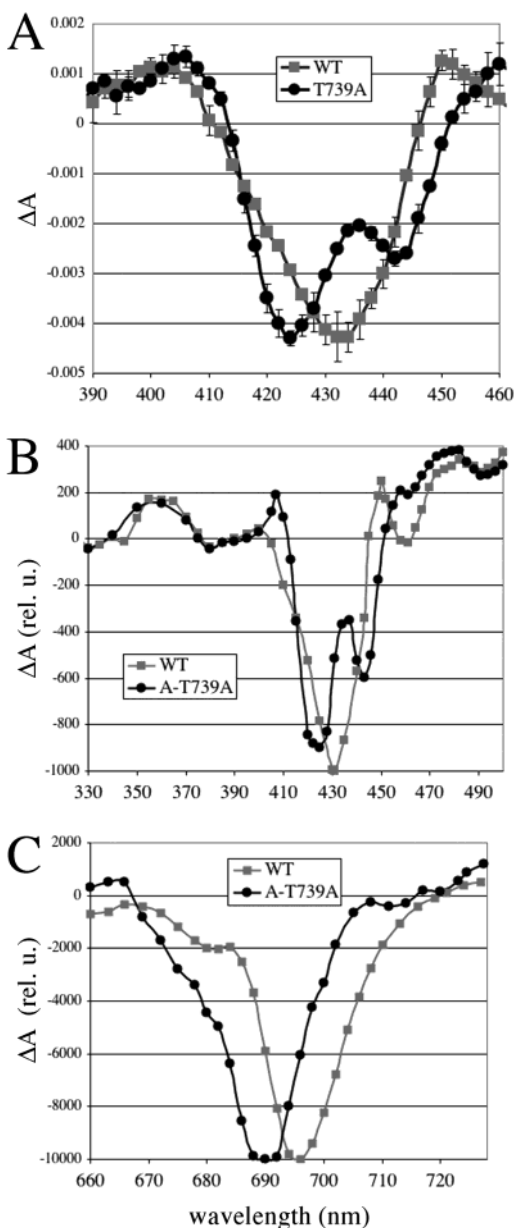 A
0.002
0.001
0
-0.001
-0.002
-0.003
-0.004
-0.005
ΔA
WT
T739A
390 400 410 420 430 440 450 460
B
400
200
0
-200
-400
-600
-800
-1000
ΔA (rel. u.)
WT
A-T739A
330 350 370 390 410 430 450 470 490
C
2000
0
-2000
-4000
-6000
-8000
-10000
ΔA (rel. u.)
WT
A-T739A
660 670 680 690 700 710 720
wavelength (nm)